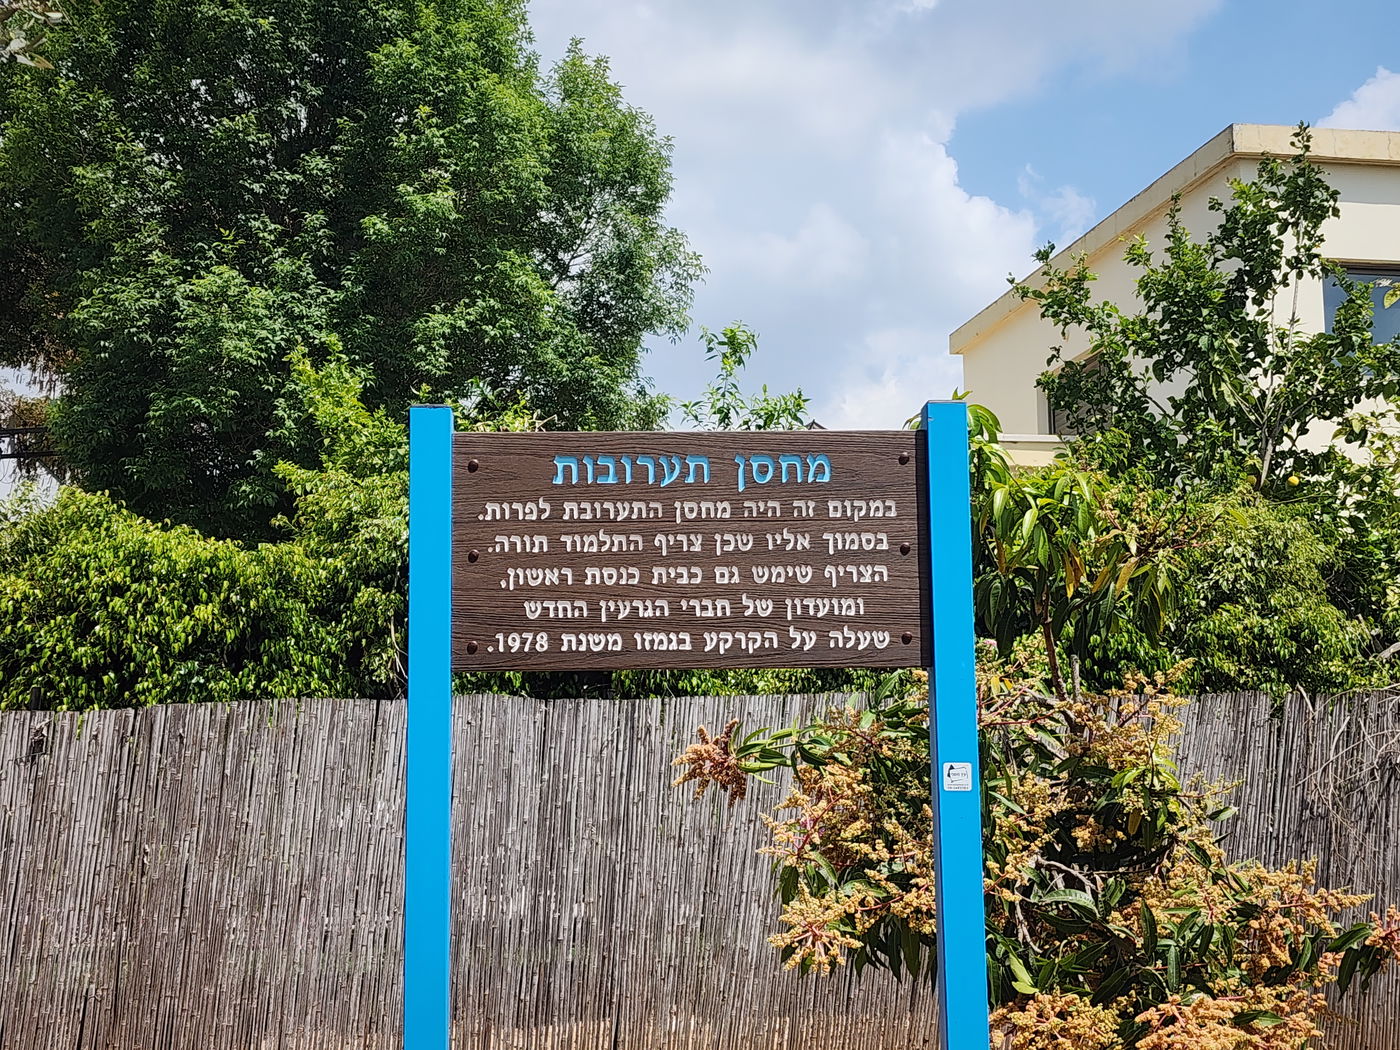 מחסן תערובות
במקום זה היה מחסן התערובת לפרות.
בסמוך אליו שכן צריף התלמוד תורה.
הצריף שימש גם כבית כנסת ראשון,
ומועדון של חברי הגרעין החדש
שעלה על הקרקע בגמזו משנת 1978.